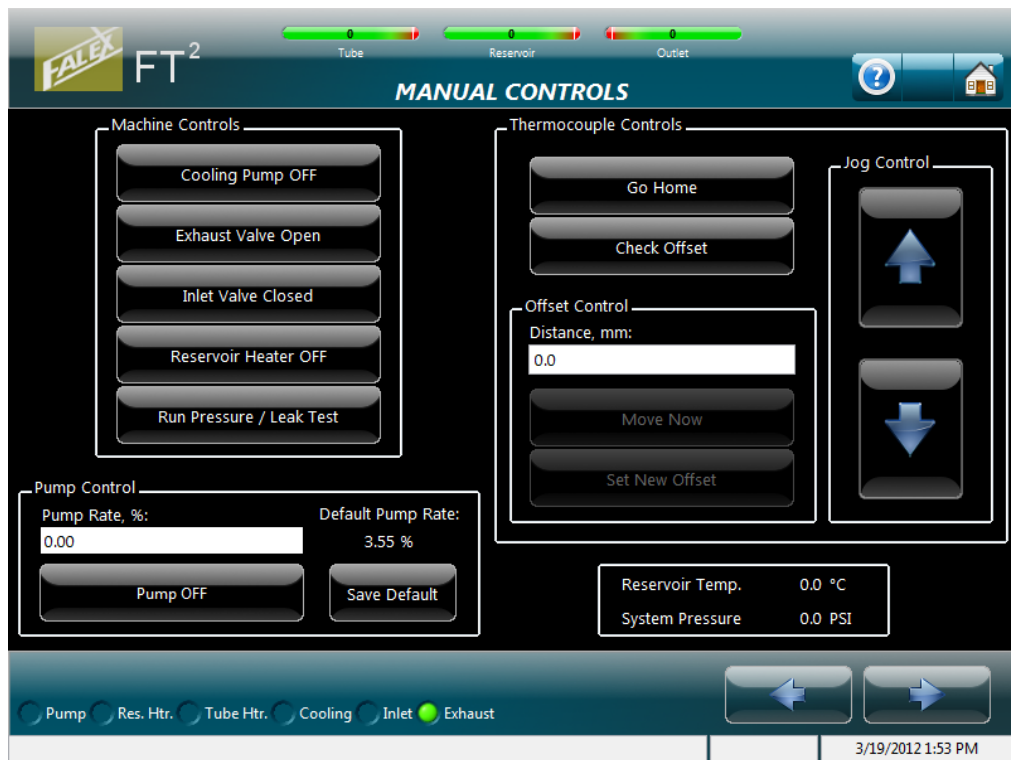 FALEX FT2
0 0 0
Tube Reservoir Outlet
MANUAL CONTROLS
?
Machine Controls
Cooling Pump OFF
Exhaust Valve Open
Inlet Valve Closed
Reservoir Heater OFF
Run Pressure / Leak Test
Thermocouple Controls
Go Home
Check Offset
Offset Control
Distance, mm:
0.0
Move Now
Set New Offset
Jog Control
Pump Control
Pump Rate, %: Default Pump Rate:
0.00 3.55 %
Pump OFF Save Default
Reservoir Temp. 0.0 °C
System Pressure 0.0 PSI
Pump Res. Htr. Tube Htr. Cooling Inlet Exhaust
3/19/2012 1:53 PM